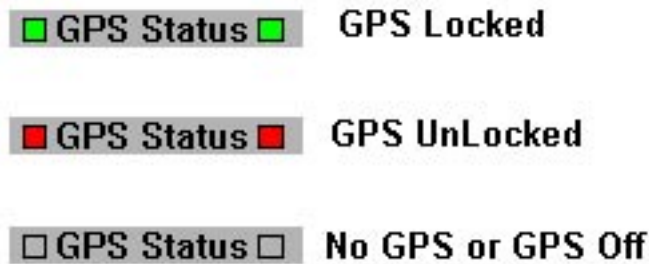 GPS Status GPS Locked
GPS Status GPS UnLocked
GPS Status No GPS or GPS Off